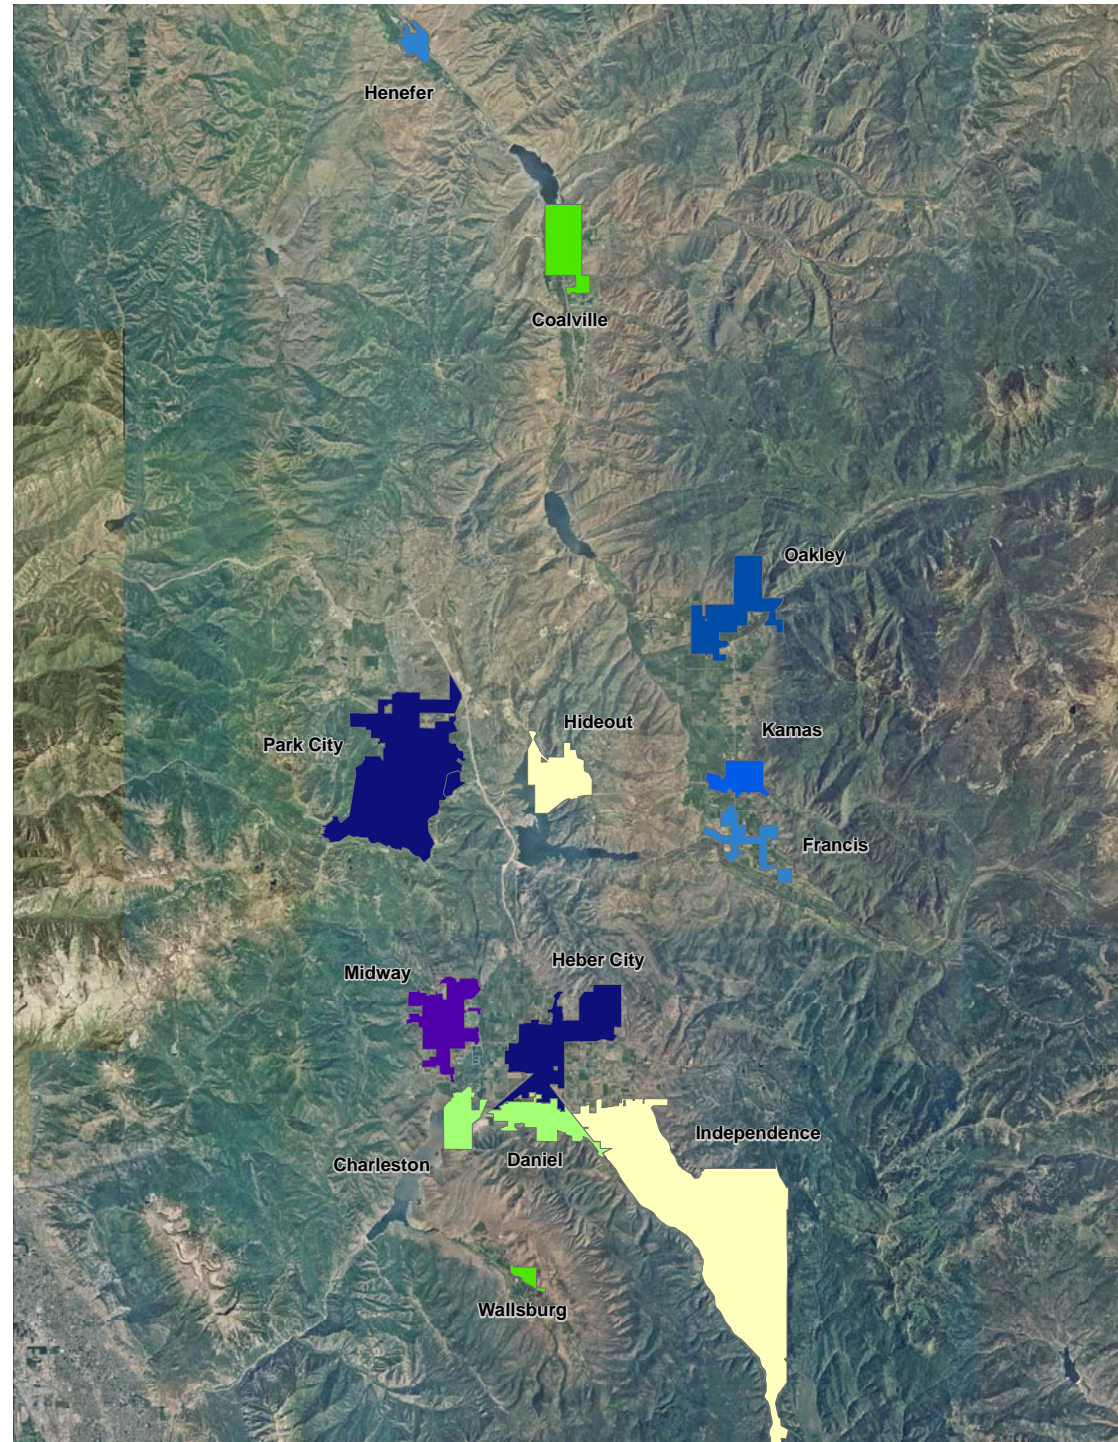 Henefer
Coalville
Oakley
Hideout
Kamas
Park City
Francis
Heber City
Midway
Independence
Daniel
Charleston
Wallsburg